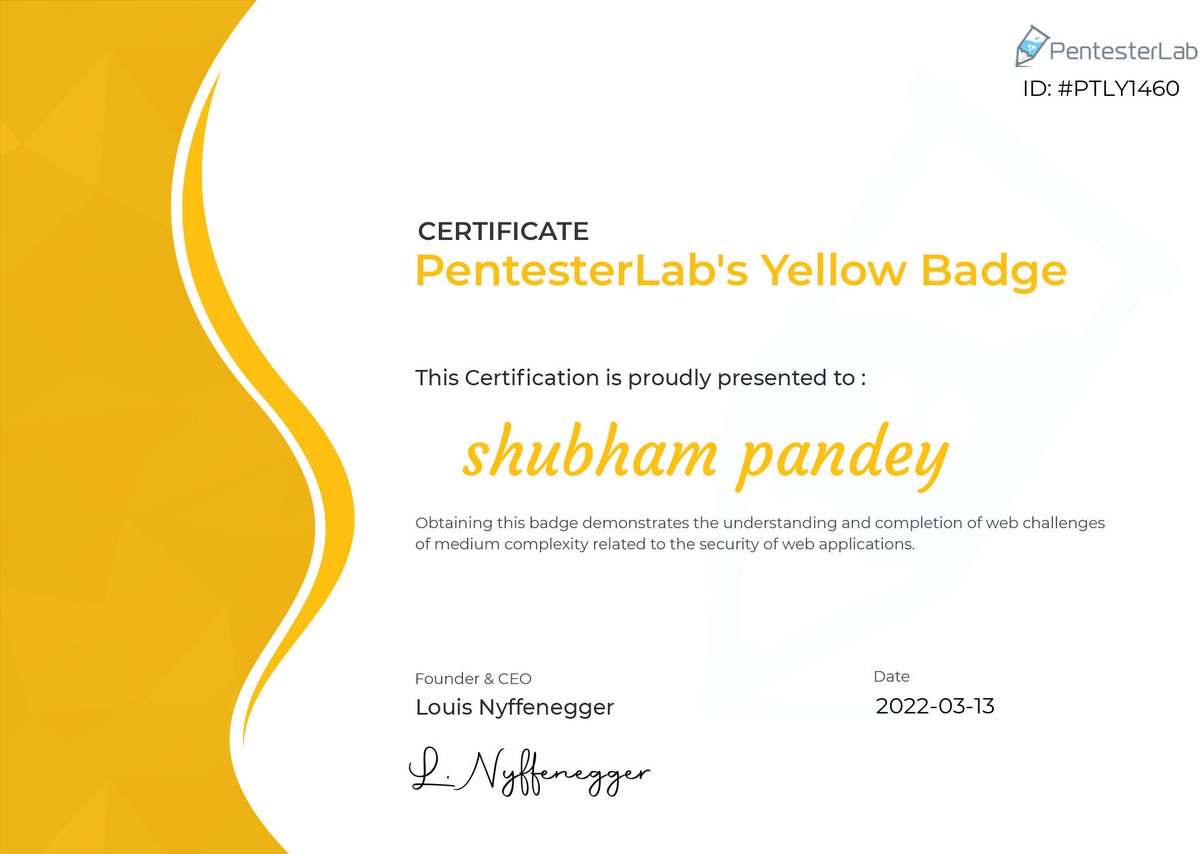 PentesterLab
ID: #PTLY1460
CERTIFICATE
PentesterLab's Yellow Badge
This Certification is proudly presented to :
shubham pandey
Obtaining this badge demonstrates the understanding and completion of web challenges
of medium complexity related to the security of web applications.
Founder & CEO
Date
Louis Nyffenegger
2022-03-13
L. Nyffenegger